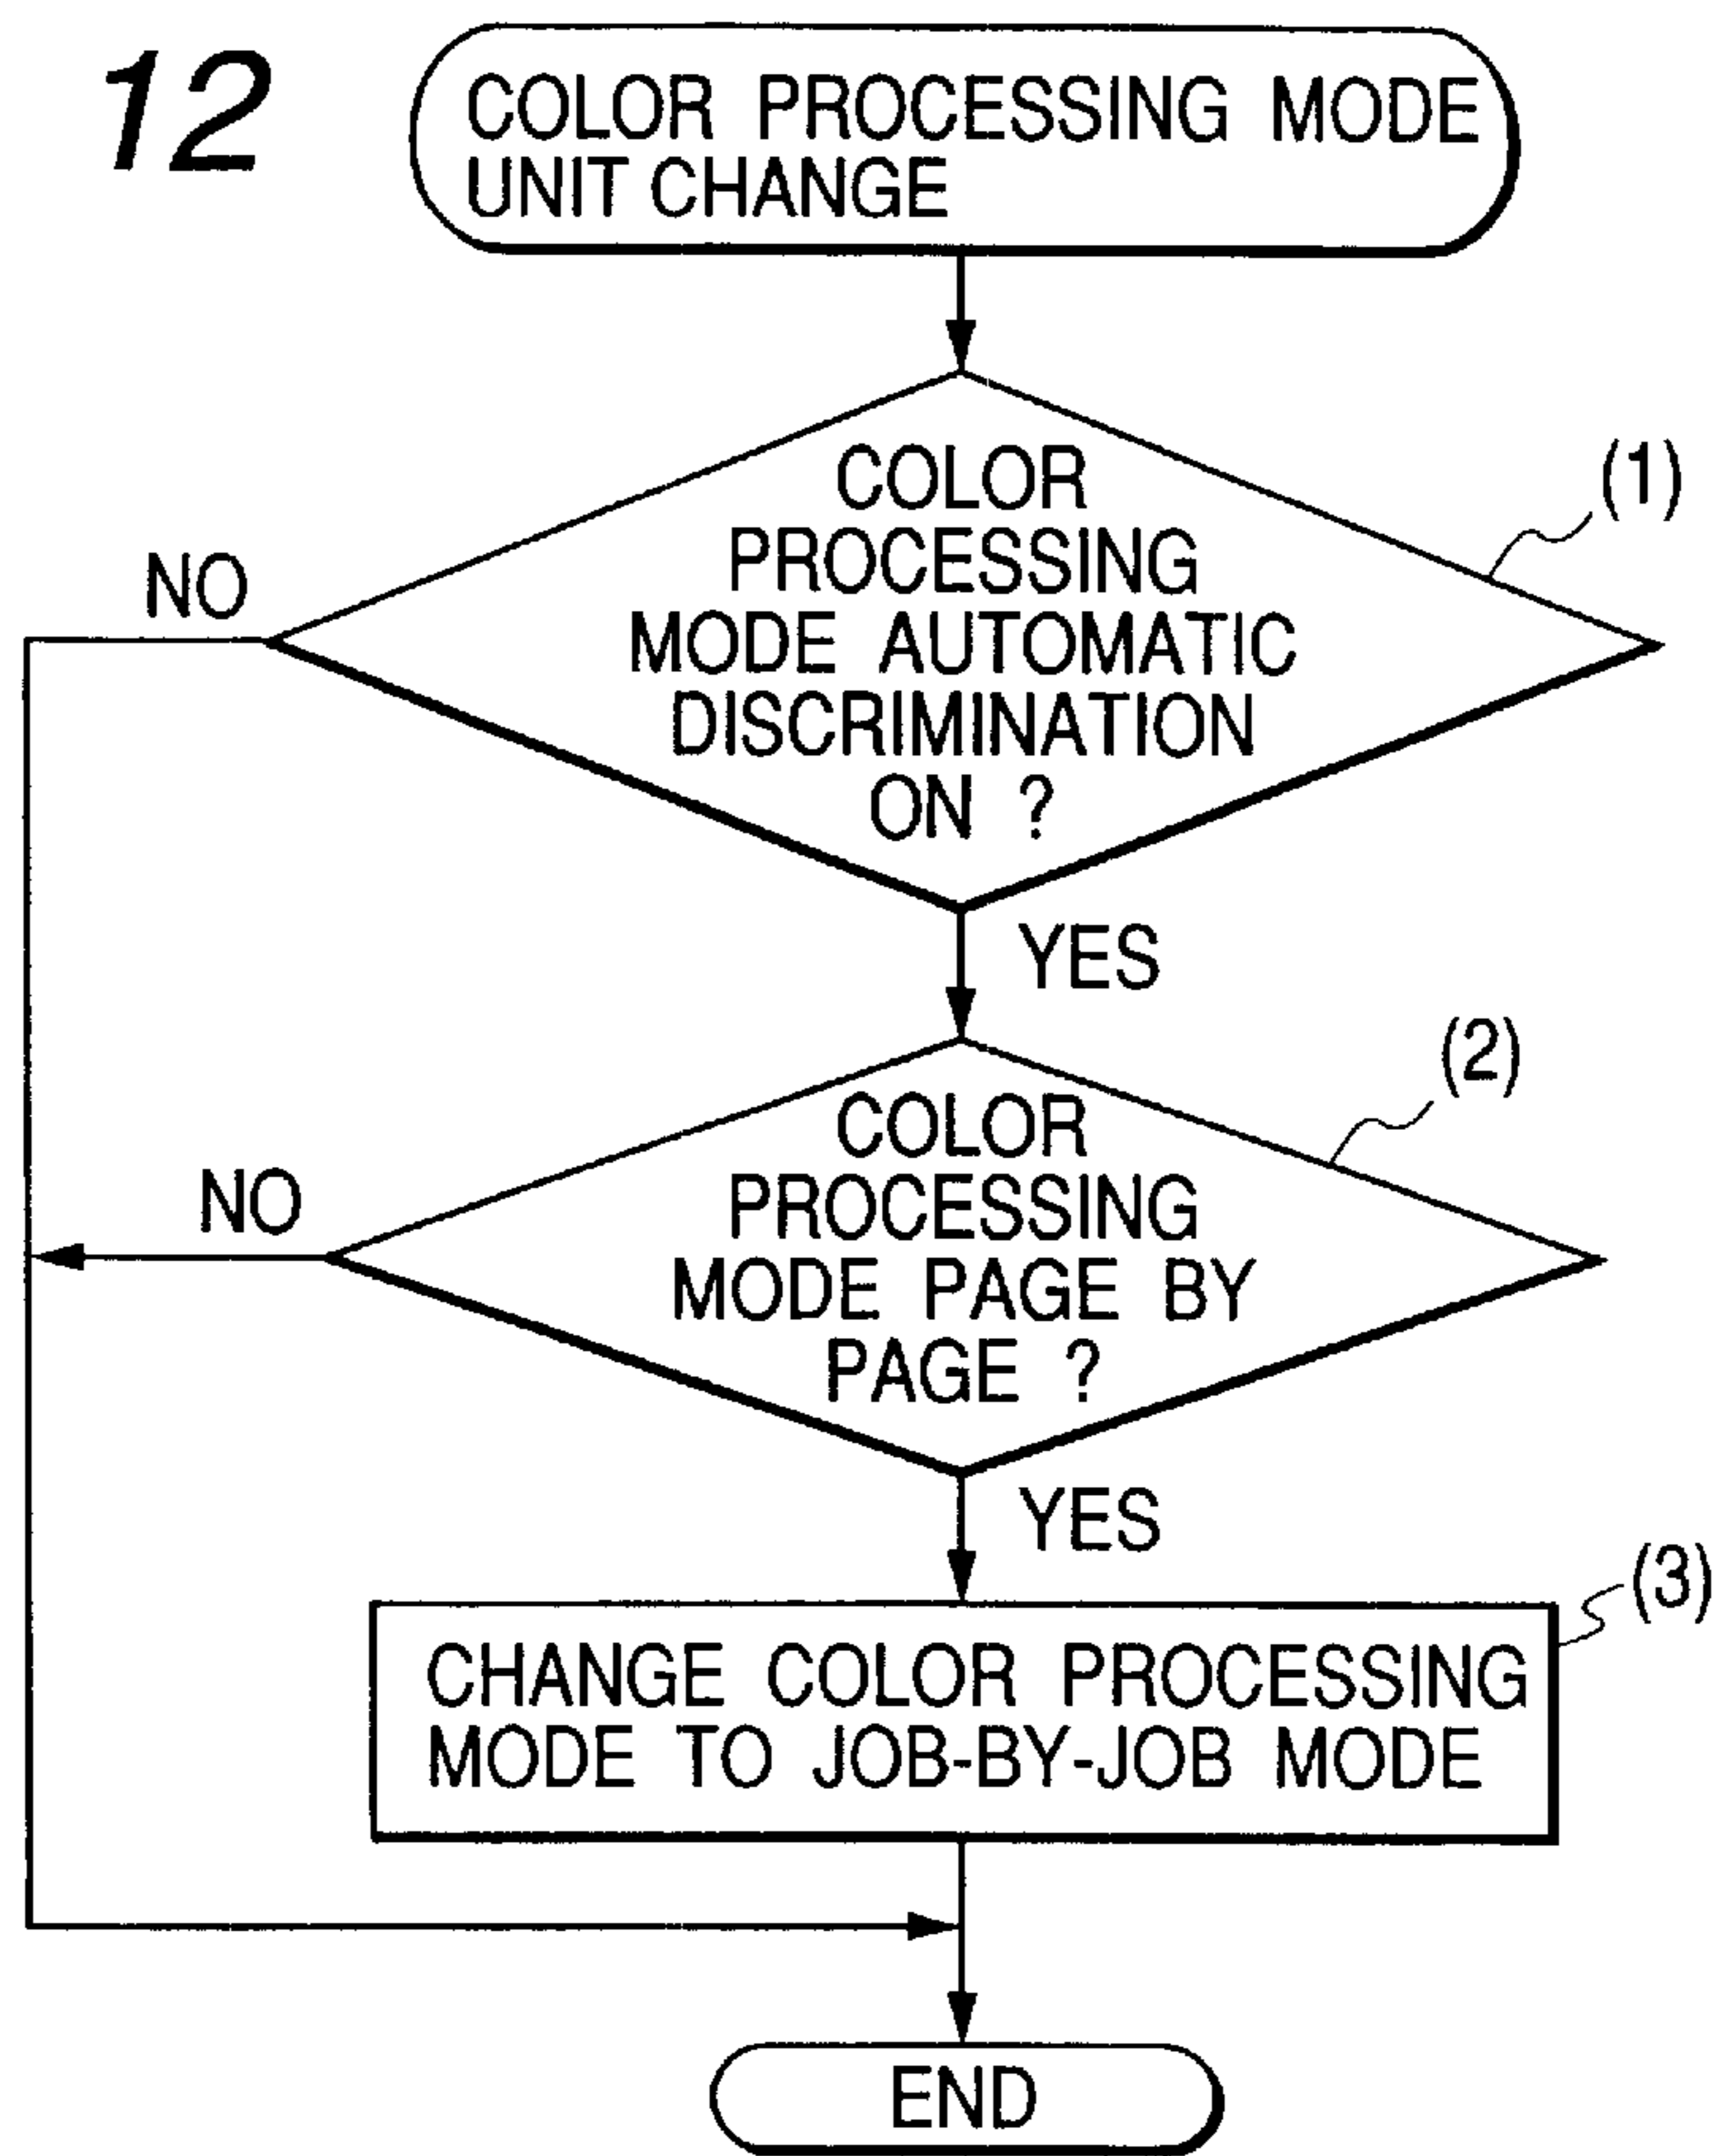 12
COLOR PROCESSING MODE
UNIT CHANGE
COLOR
PROCESSING
MODE AUTOMATIC
DISCRIMINATION
ON ?
(1)
NO
YES
COLOR
PROCESSING
MODE PAGE BY
PAGE ?
(2)
NO
YES
CHANGE COLOR PROCESSING
MODE TO JOB-BY-JOB MODE
(3)
END